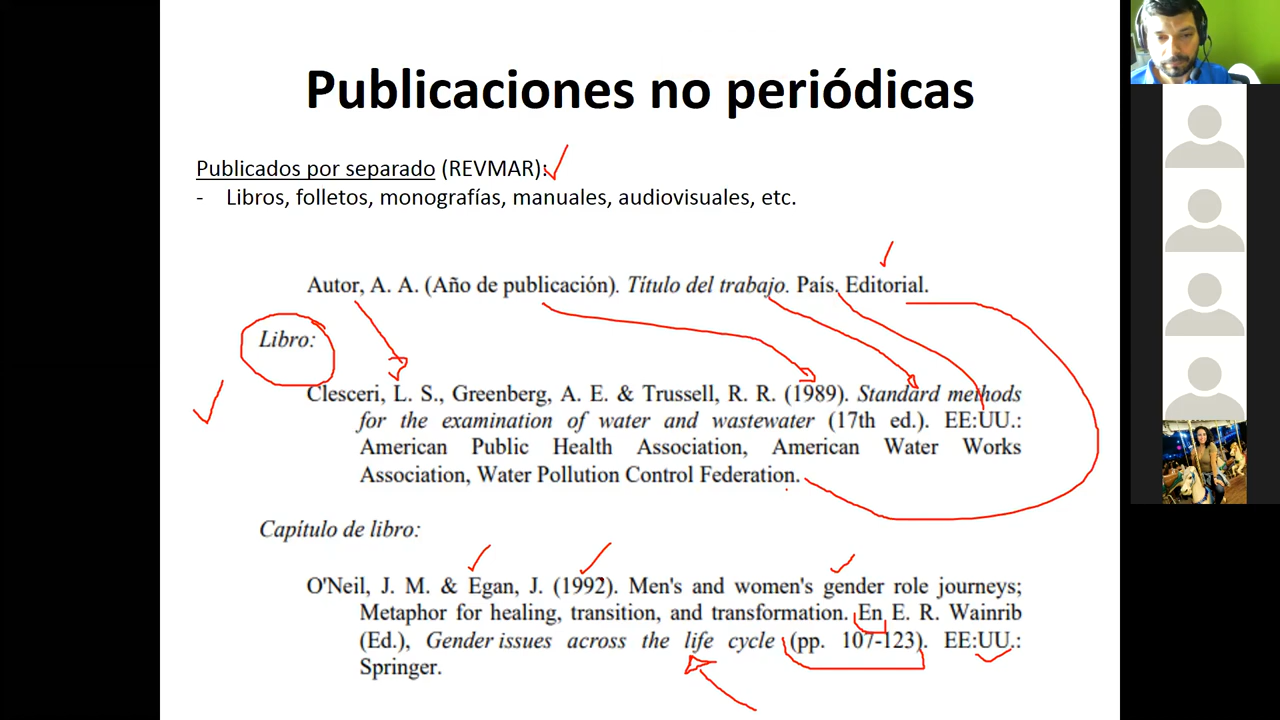 Publicaciones no periódicas
Publicados por separado (REVMAR):
- Libros, folletos, monografías, manuales, audiovisuales, etc.
Autor, A. A. (Año de publicación). Título del trabajo. País. Editorial.
Libro:
Clesceri, L. S., Greenberg, A. E. & Trussell, R. R. (1989). Standard methods
for the examination of water and wastewater (17th ed.). EE:UU.:
American Public Health Association, American Water Works
Association, Water Pollution Control Federation.
Capítulo de libro:
O'Neil, J. M. & Egan, J. (1992). Men's and women's gender role journeys;
Metaphor for healing, transition, and transformation. En E. R. Wainrib
(Ed.), Gender issues across the life cycle (pp. 107-123). EE:UU.:
Springer.